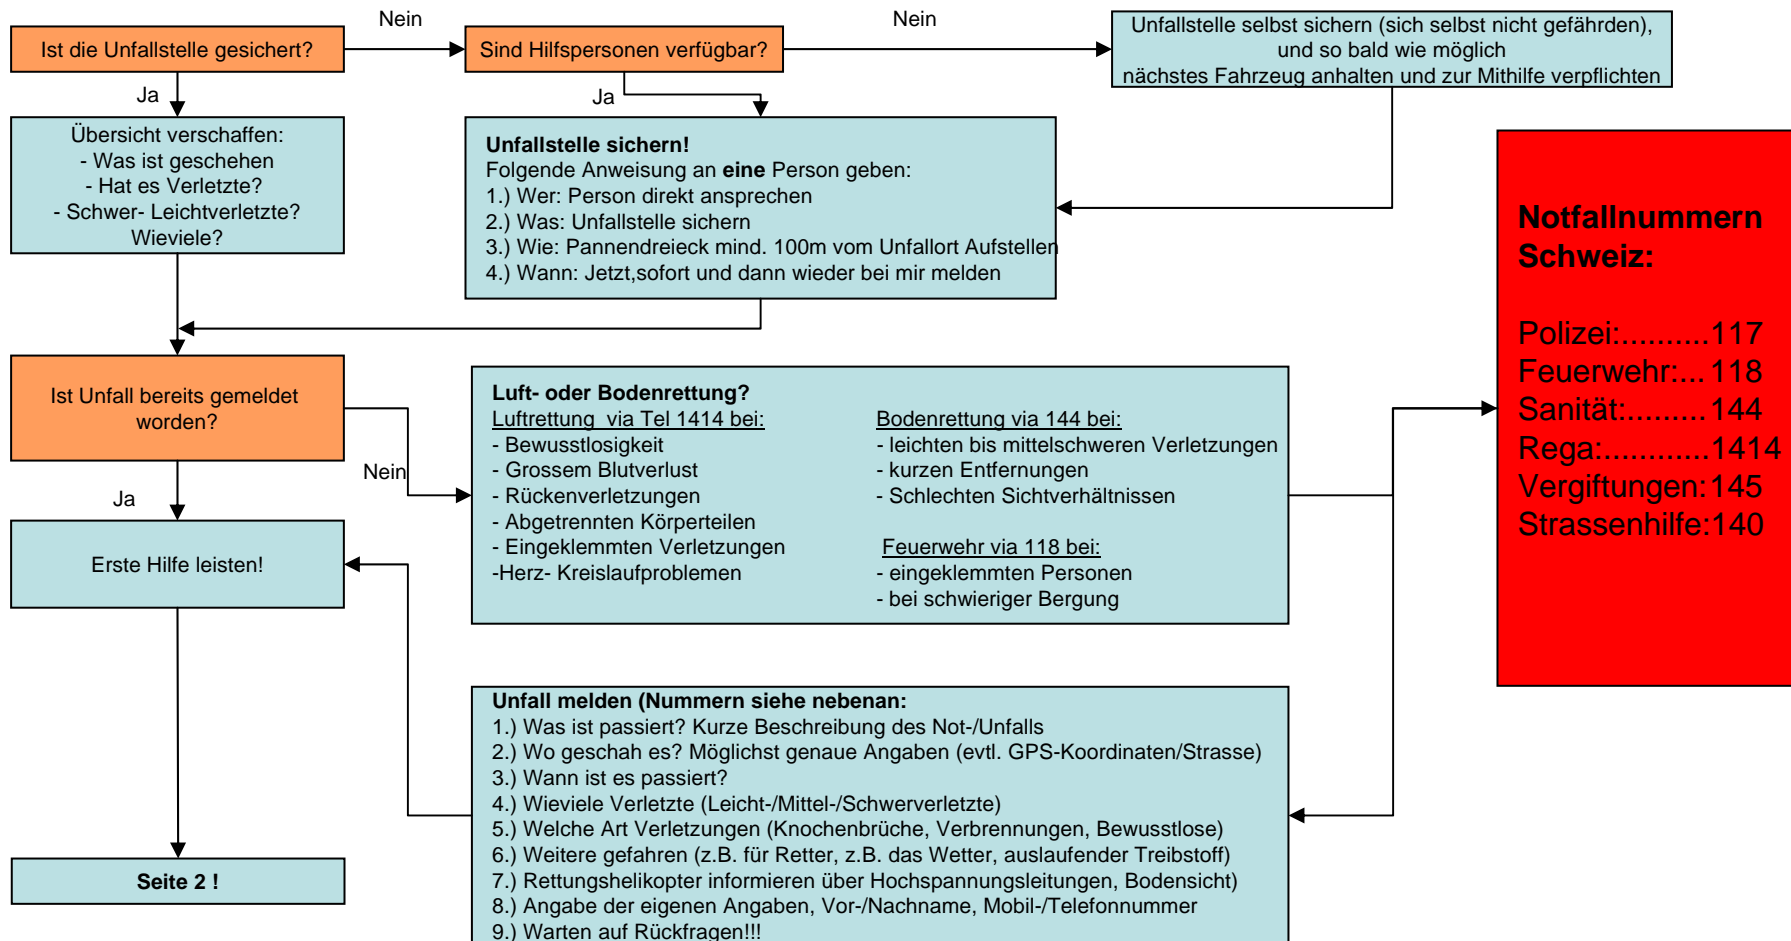 Ist die Unfallstelle gesichert?
Nein
Sind Hilfspersonen verfügbar?
Nein
Unfallstelle selbst sichern (sich selbst nicht gefährden),
und so bald wie möglich
nächstes Fahrzeug anhalten und zur Mithilfe verpflichten
Ja
Ja
Übersicht verschaffen:
- Was ist geschehen
- Hat es Verletzte?
- Schwer- Leichtverletzte?
Wieviele?
Unfallstelle sichern!
Folgende Anweisung an eine Person geben:
1.) Wer: Person direkt ansprechen
2.) Was: Unfallstelle sichern
3.) Wie: Pannendreieck mind. 100m vom Unfallort Aufstellen
4.) Wann: Jetzt,sofort und dann wieder bei mir melden
Notfallnummern
Schweiz:
Polizei:..........117
Feuerwehr:...118
Sanität:.........144
Rega:............1414
Vergiftungen:145
Strassenhilfe:140
Ist Unfall bereits gemeldet
worden?
Nein
Ja
Luft- oder Bodenrettung?
Luftrettung via Tel 1414 bei:
- Bewusstlosigkeit
- Grossem Blutverlust
- Rückenverletzungen
- Abgetrennten Körperteilen
- Eingeklemmten Verletzungen
-Herz- Kreislaufproblemen
Bodenrettung via 144 bei:
- leichten bis mittelschweren Verletzungen
- kurzen Entfernungen
- Schlechten Sichtverhältnissen
Feuerwehr via 118 bei:
- eingeklemmten Personen
- bei schwieriger Bergung
Erste Hilfe leisten!
Unfall melden (Nummern siehe nebenan:
1.) Was ist passiert? Kurze Beschreibung des Not-/Unfalls
2.) Wo geschah es? Möglichst genaue Angaben (evtl. GPS-Koordinaten/Strasse)
3.) Wann ist es passiert?
4.) Wieviele Verletzte (Leicht-/Mittel-/Schwerverletzte)
5.) Welche Art Verletzungen (Knochenbrüche, Verbrennungen, Bewusstlose)
6.) Weitere gefahren (z.B. für Retter, z.B. das Wetter, auslaufender Treibstoff)
7.) Rettungshelikopter informieren über Hochspannungsleitungen, Bodensicht)
8.) Angabe der eigenen Angaben, Vor-/Nachname, Mobil-/Telefonnummer
9.) Warten auf Rückfragen!!!
Seite 2 !